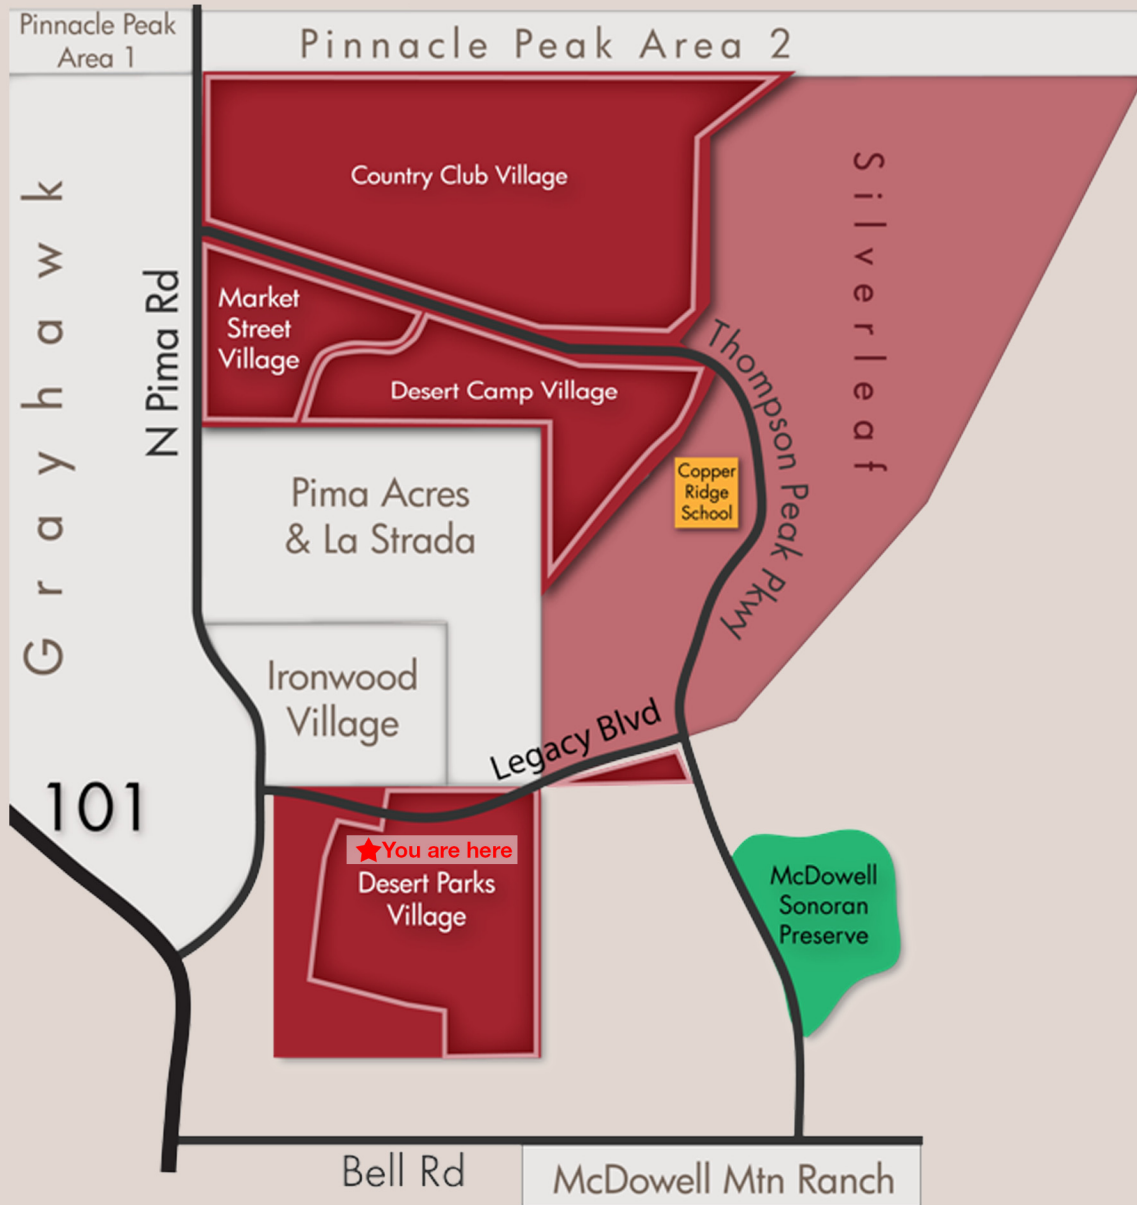 Pinnacle Peak
Area 1
Pinnacle Peak Area 2
Country Club Village
Silverleaf
Grayhawk
N Pima Rd
Market
Street
Village
Desert Camp Village
Thompson Peak Pkwy
Copper
Ridge
School
Pima Acres
& La Strada
Ironwood
Village
Legacy Blvd
101
You are here
Desert Parks
Village
McDowell
Sonoran
Preserve
Bell Rd
McDowell Mtn Ranch